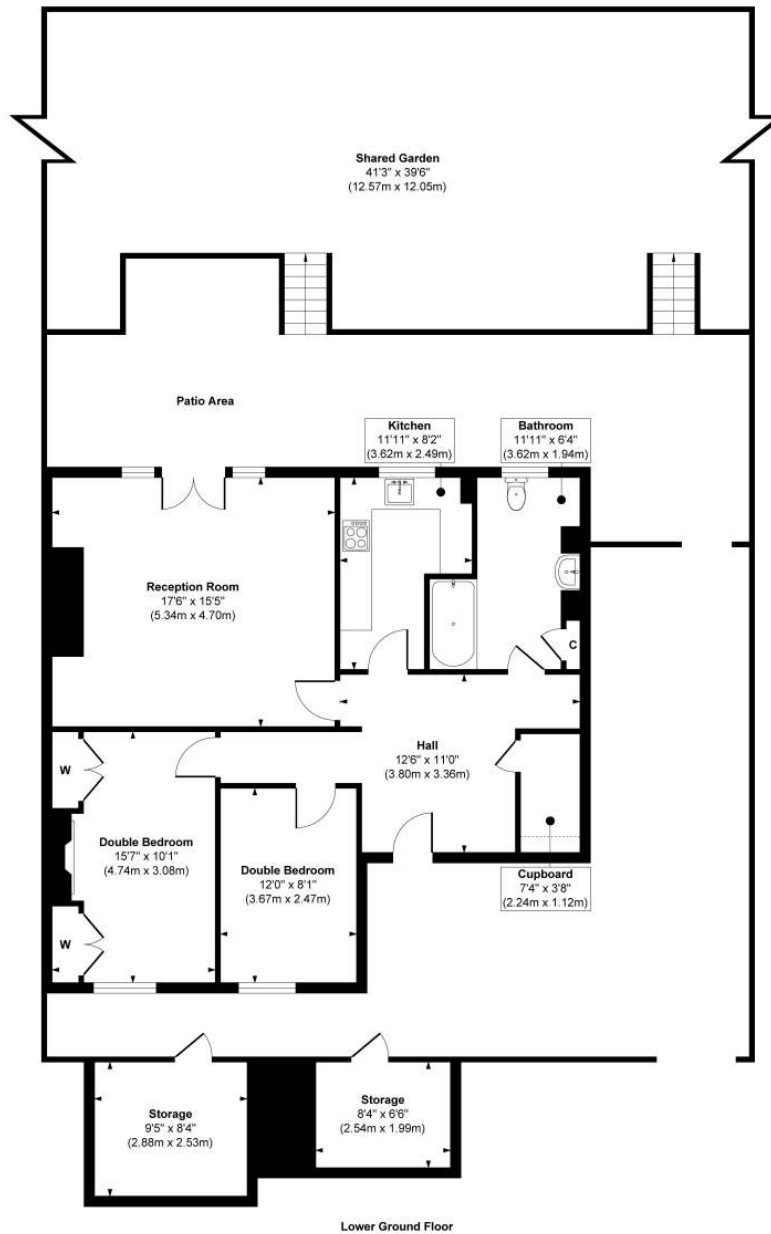 Shared Garden
41'3" x 39'6"
(12.57m x 12.05m)
Patio Area
Kitchen
11'11" x 8'2"
(3.62m x 2.49m)
Bathroom
11'11" x 6'4"
(3.62m x 1.94m)
Reception Room
17'6" x 15'5"
(5.34m x 4.70m)
C
Hall
12'6" x 11'0"
(3.80m x 3.36m)
W
Double Bedroom
15'7" x 10'1"
(4.74m x 3.08m)
Double Bedroom
12'0" x 8'1"
(3.67m x 2.47m)
Cupboard
7'4" x 3'8"
(2.24m x 1.12m)
W
Storage
9'5" x 8'4"
(2.88m x 2.53m)
Storage
8'4" x 6'6"
(2.54m x 1.99m)
Lower Ground Floor